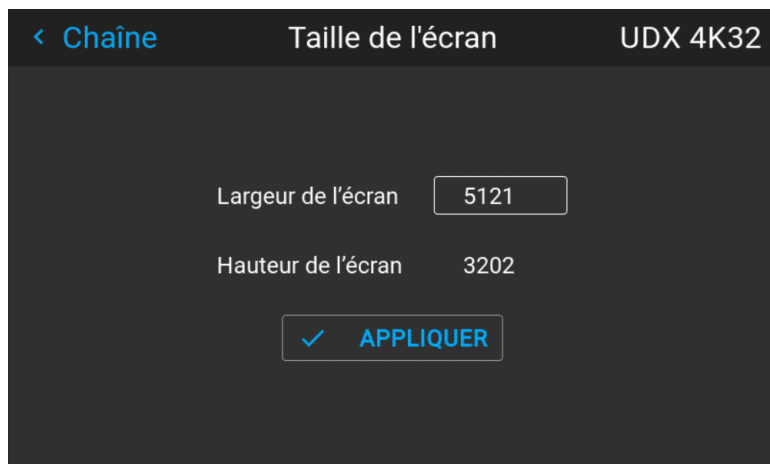 Chaîne Taille de l'écran UDX 4K32
Largeur de l’écran 5121
Hauteur de l’écran 3202
APPLIQUER